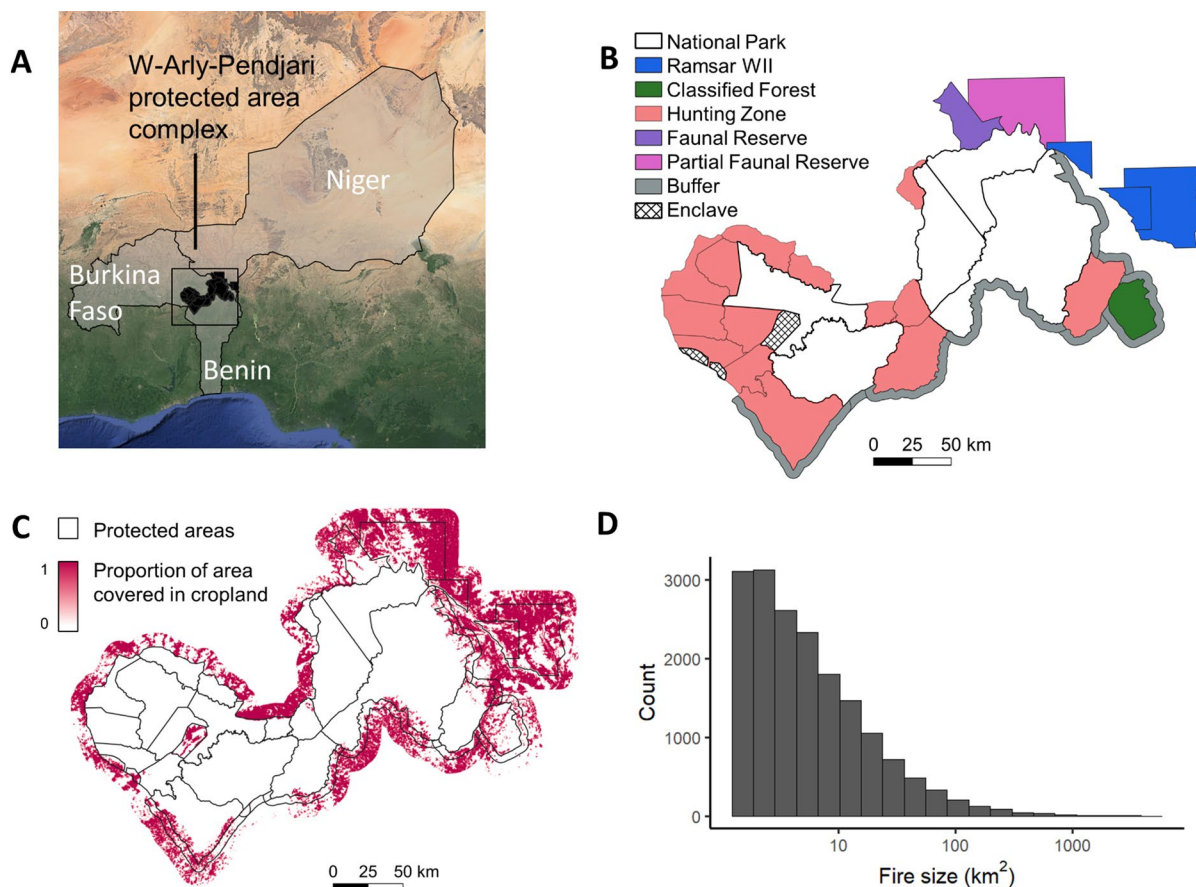 A
W-Arly-Pendjari
protected area
complex
Niger
Burkina
Faso
Benin
B
National Park
Ramsar WII
Classified Forest
Hunting Zone
Faunal Reserve
Partial Faunal Reserve
Buffer
Enclave
0 25 50 km
C
Protected areas
1
Proportion of area
covered in cropland
0
0 25 50 km
D
3000
2000
1000
0
Count
10 100 1000
Fire size (km²)